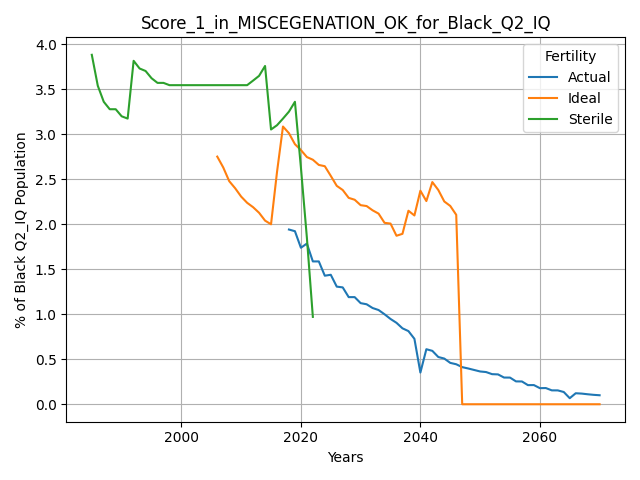 Score_1_in_MISCEGENATION_OK_for_Black_Q2_IQ
% of Black Q2_IQ Population
4.0
3.5
3.0
2.5
2.0
1.5
1.0
0.5
0.0
Fertility
Actual
Ideal
Sterile
2000
2020
2040
2060
Years